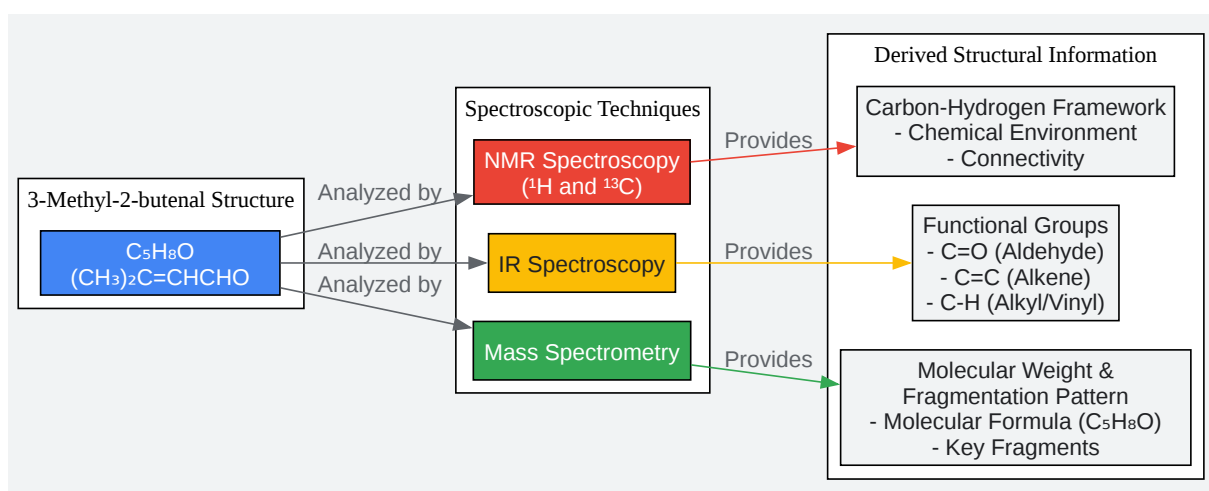 3-Methyl-2-butenal Structure
C₅H₈O
(CH₃)₂C=CHCHO
Analyzed by
Analyzed by
Analyzed by
Spectroscopic Techniques
NMR Spectroscopy
(¹H and ¹³C)
IR Spectroscopy
Mass Spectrometry
Provides
Provides
Provides
Derived Structural Information
Carbon-Hydrogen Framework
- Chemical Environment
- Connectivity
Functional Groups
- C=O (Aldehyde)
- C=C (Alkene)
- C-H (Alkyl/Vinyl)
Molecular Weight &
Fragmentation Pattern
- Molecular Formula (C₅H₈O)
- Key Fragments